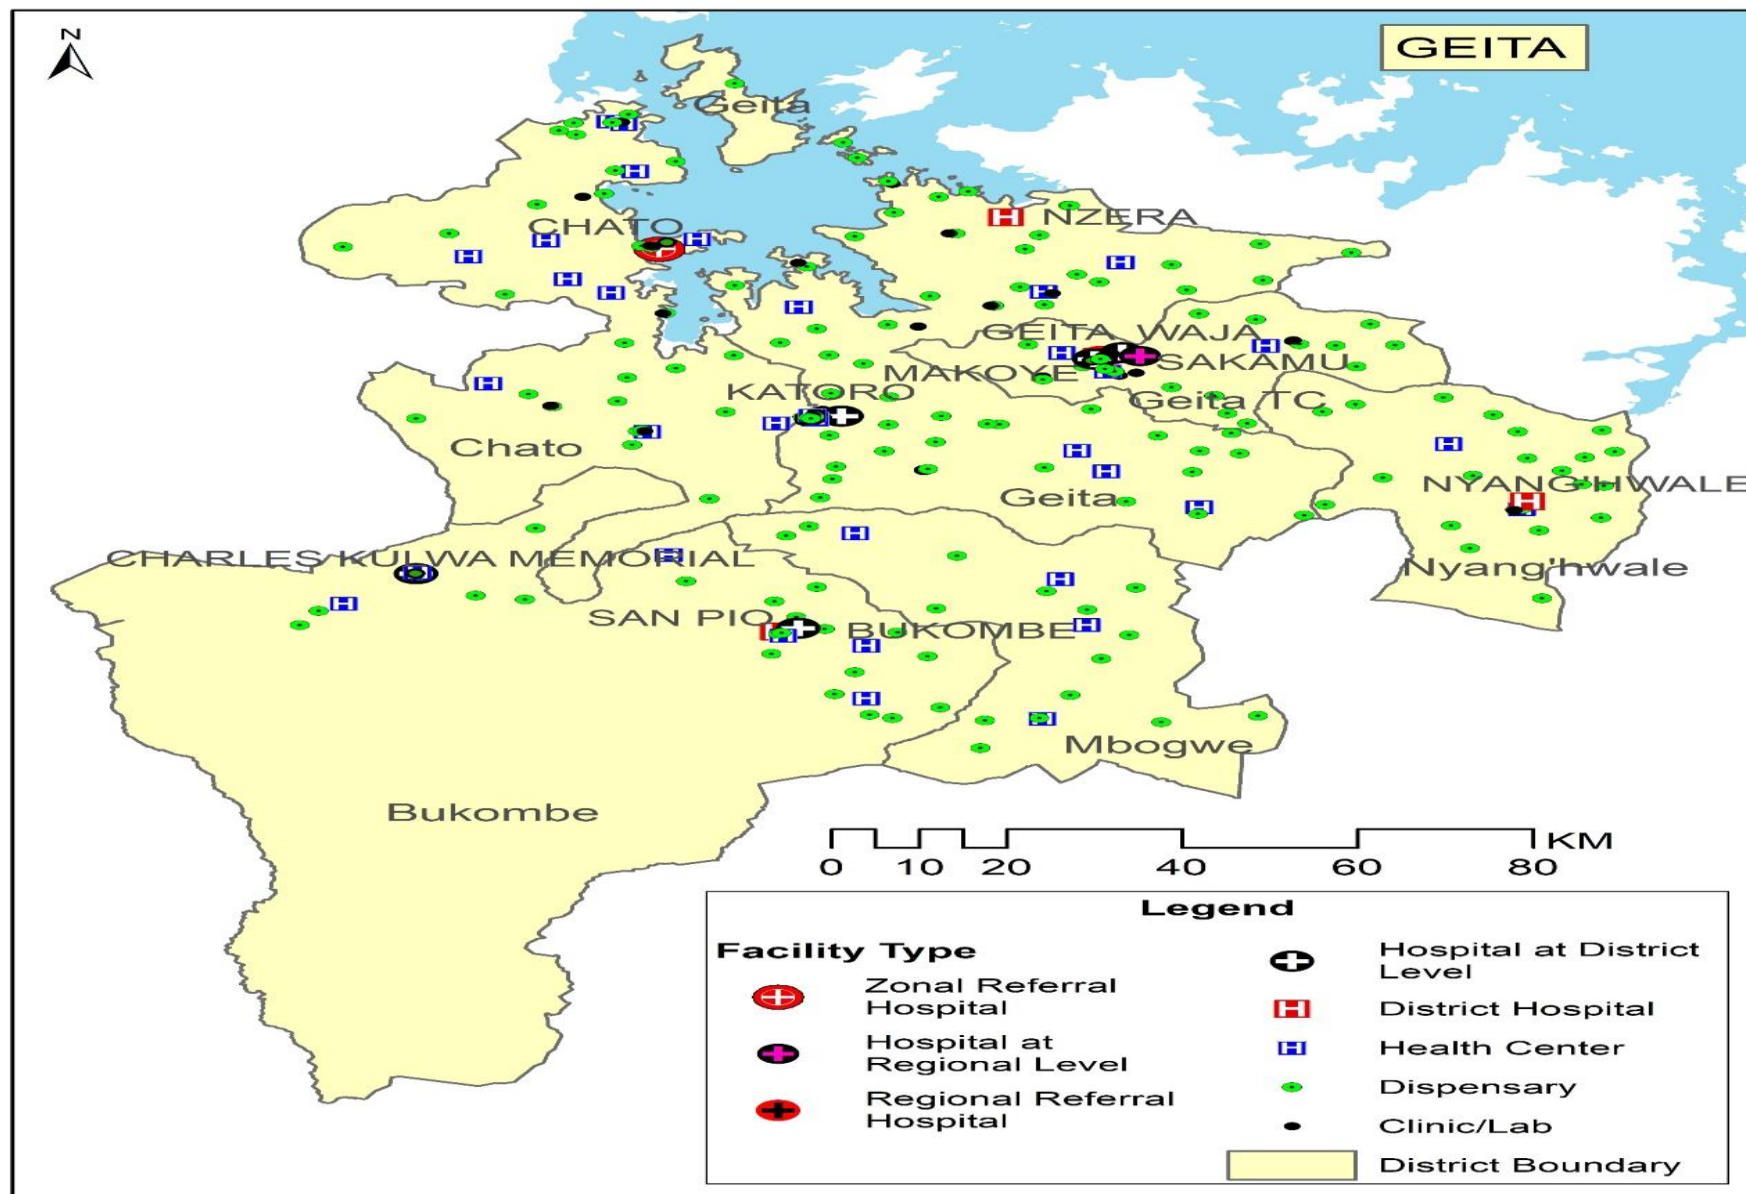 N
GEITA
Geita
CHATO
NZERA
GEITA WAJA
SAKAMU
MAKOYE
KATORO
Geita TC
Chato
Geita
NYANG'HWALE
CHARLES KULWA MEMORIAL
Nyang'hwale
SAN PIO
BUKOMBE
Mbogwe
Bukombe
0 10 20 40 60 80 KM
Legend
Facility Type
Zonal Referral
Hospital
Hospital at
Regional Level
Regional Referral
Hospital
Hospital at District
Level
District Hospital
Health Center
Dispensary
Clinic/Lab
District Boundary